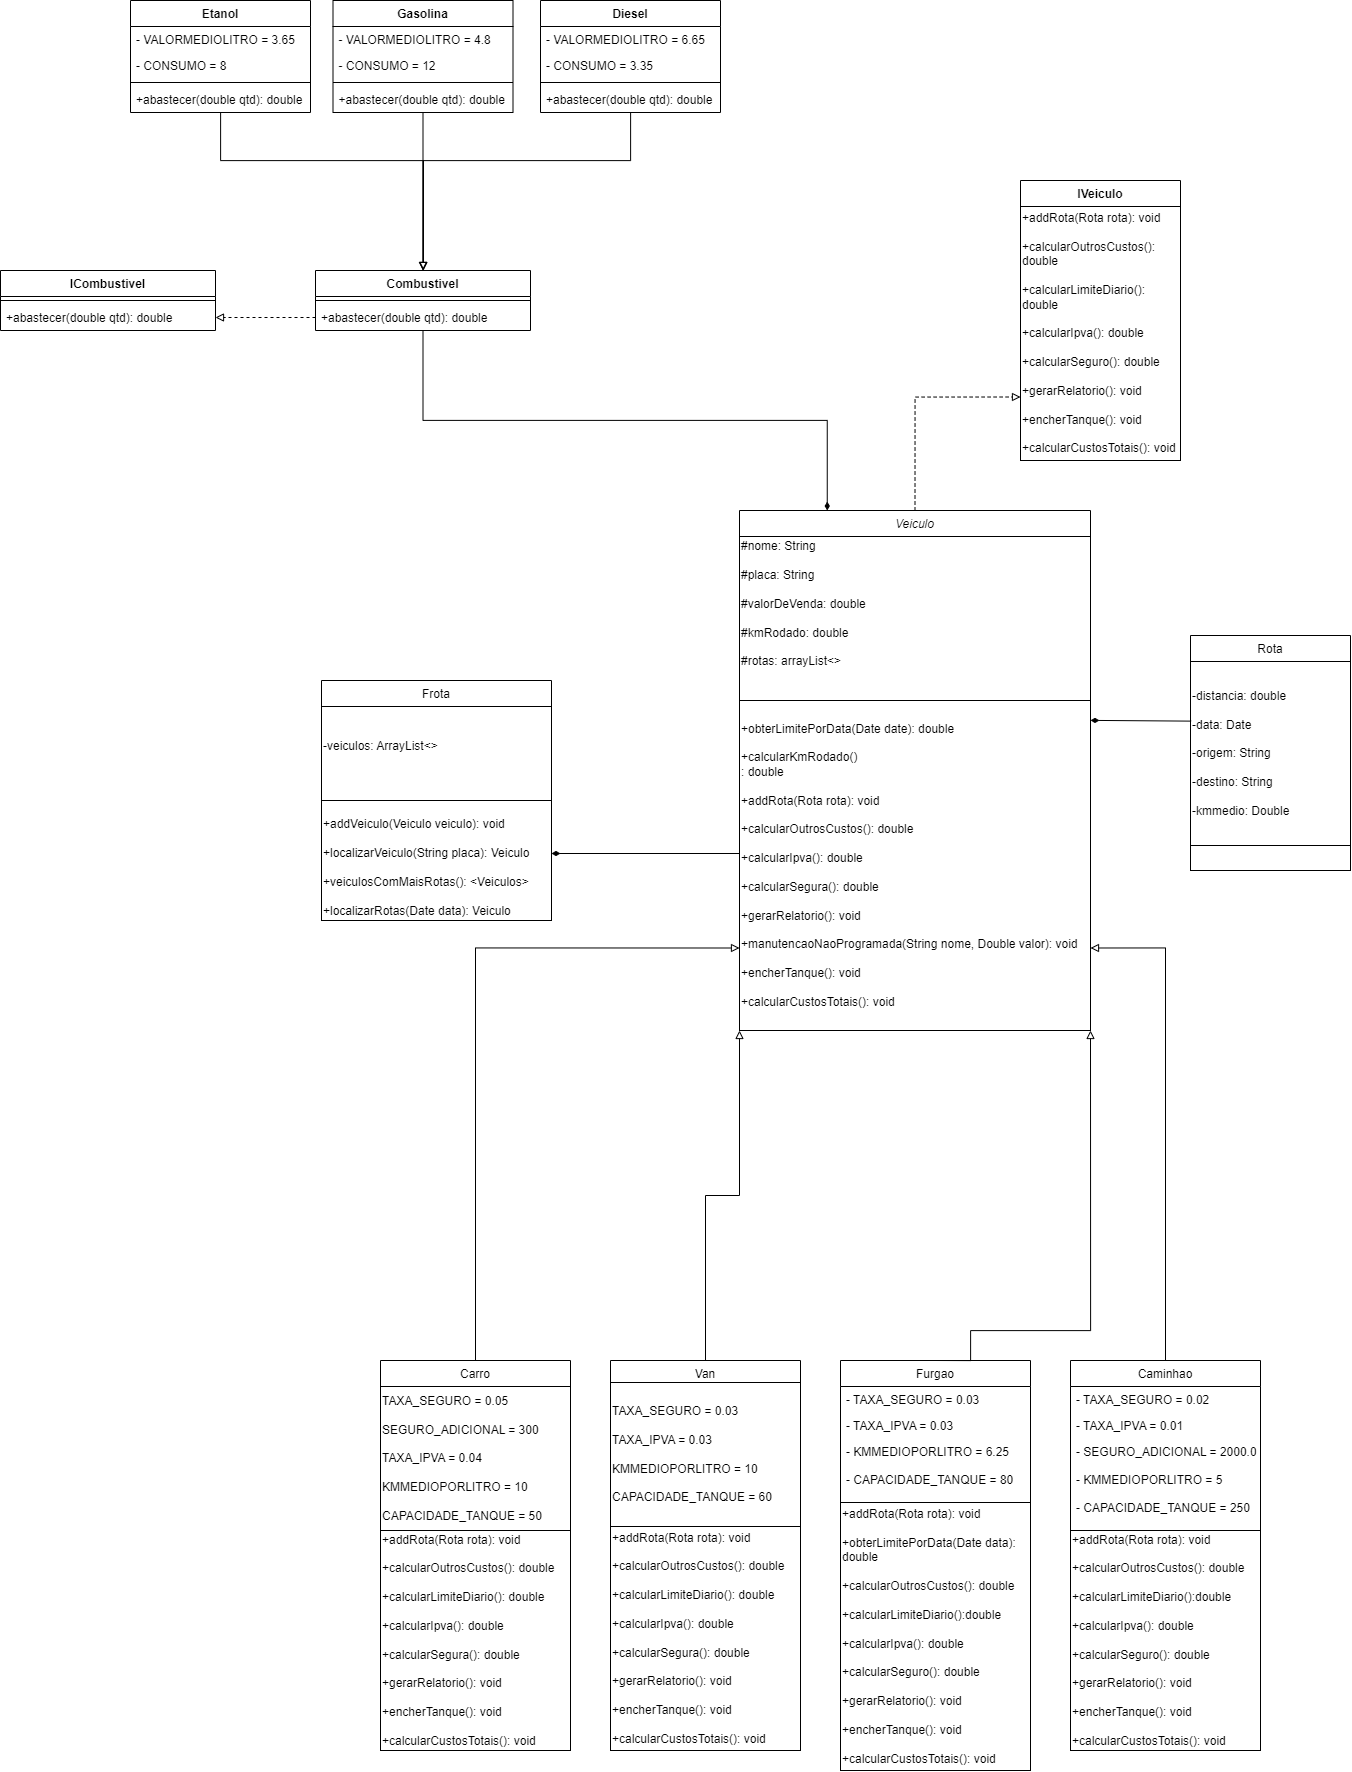 Etanol
- VALORMEDIOLITRO = 3.65
- CONSUMO = 8
+abastecer(double qtd): double
Gasolina
- VALORMEDIOLITRO = 4.8
- CONSUMO = 12
+abastecer(double qtd): double
Diesel
- VALORMEDIOLITRO = 6.65
- CONSUMO = 3.35
+abastecer(double qtd): double
IVeiculo
+addRota(Rota rota): void
+calcularOutrosCustos():
double
+calcularLimiteDiario():
double
+calcularIpva(): double
+calcularSeguro(): double
+gerarRelatorio(): void
+encherTanque(): void
+calcularCustosTotais(): void
ICombustivel
+abastecer(double qtd): double
Combustivel
+abastecer(double qtd): double
Veiculo
#nome: String
#placa: String
#valorDeVenda: double
#kmRodado: double
#rotas: arrayList<>
+obterLimitePorData(Date date): double
+calcularKmRodado()
: double
+addRota(Rota rota): void
+calcularOutrosCustos(): double
+calcularIpva(): double
+calcularSegura(): double
+gerarRelatorio(): void
+manutencaoNaoProgramada(String nome, Double valor): void
+encherTanque(): void
+calcularCustosTotais(): void
Rota
-distancia: double
-data: Date
-origem: String
-destino: String
-kmmedio: Double
Frota
-veiculos: ArrayList<>
+addVeiculo(Veiculo veiculo): void
+localizarVeiculo(String placa): Veiculo
+veiculosComMaisRotas(): <Veiculos>
+localizarRotas(Date data): Veiculo
Carro
TAXA_SEGURO = 0.05
SEGURO_ADICIONAL = 300
TAXA_IPVA = 0.04
KMMEDIOPORLITRO = 10
CAPACIDADE_TANQUE = 50
+addRota(Rota rota): void
+calcularOutrosCustos(): double
+calcularLimiteDiario(): double
+calcularIpva(): double
+calcularSegura(): double
+gerarRelatorio(): void
+encherTanque(): void
+calcularCustosTotais(): void
Van
TAXA_SEGURO = 0.03
TAXA_IPVA = 0.03
KMMEDIOPORLITRO = 10
CAPACIDADE_TANQUE = 60
+addRota(Rota rota): void
+calcularOutrosCustos(): double
+calcularLimiteDiario(): double
+calcularIpva(): double
+calcularSegura(): double
+gerarRelatorio(): void
+encherTanque(): void
+calcularCustosTotais(): void
Furgao
- TAXA_SEGURO = 0.03
- TAXA_IPVA = 0.03
- KMMEDIOPORLITRO = 6.25
- CAPACIDADE_TANQUE = 80
+addRota(Rota rota): void
+obterLimitePorData(Date data):
double
+calcularOutrosCustos(): double
+calcularLimiteDiario():double
+calcularIpva(): double
+calcularSeguro(): double
+gerarRelatorio(): void
+encherTanque(): void
+calcularCustosTotais(): void
Caminhao
- TAXA_SEGURO = 0.02
- TAXA_IPVA = 0.01
- SEGURO_ADICIONAL = 2000.0
- KMMEDIOPORLITRO = 5
- CAPACIDADE_TANQUE = 250
+addRota(Rota rota): void
+calcularOutrosCustos(): double
+calcularLimiteDiario():double
+calcularIpva(): double
+calcularSeguro(): double
+gerarRelatorio(): void
+encherTanque(): void
+calcularCustosTotais(): void